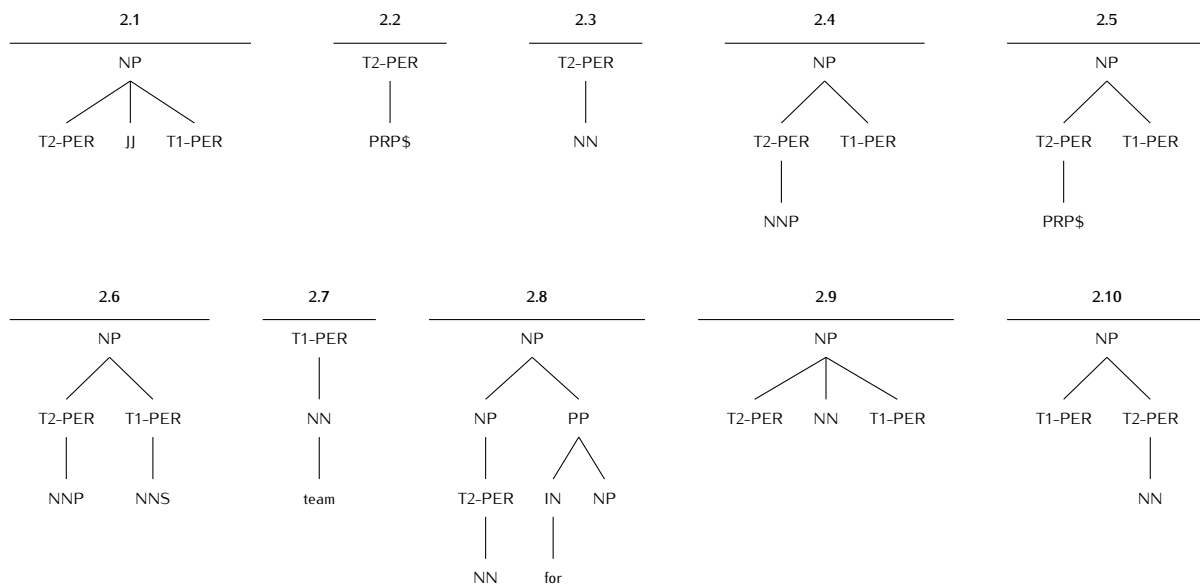 2.1 2.2 2.3 2.4 2.5
NP T2-PER T2-PER NP NP
T2-PER JJ T1-PER PRP$ NN T2-PER T1-PER T2-PER T1-PER
NNP PRP$
2.6 2.7 2.8 2.9 2.10
NP T1-PER NP NP NP
T2-PER T1-PER NN NP PP T2-PER NN T1-PER T1-PER T2-PER
NNP NNS team T2-PER IN NP NN
NN for